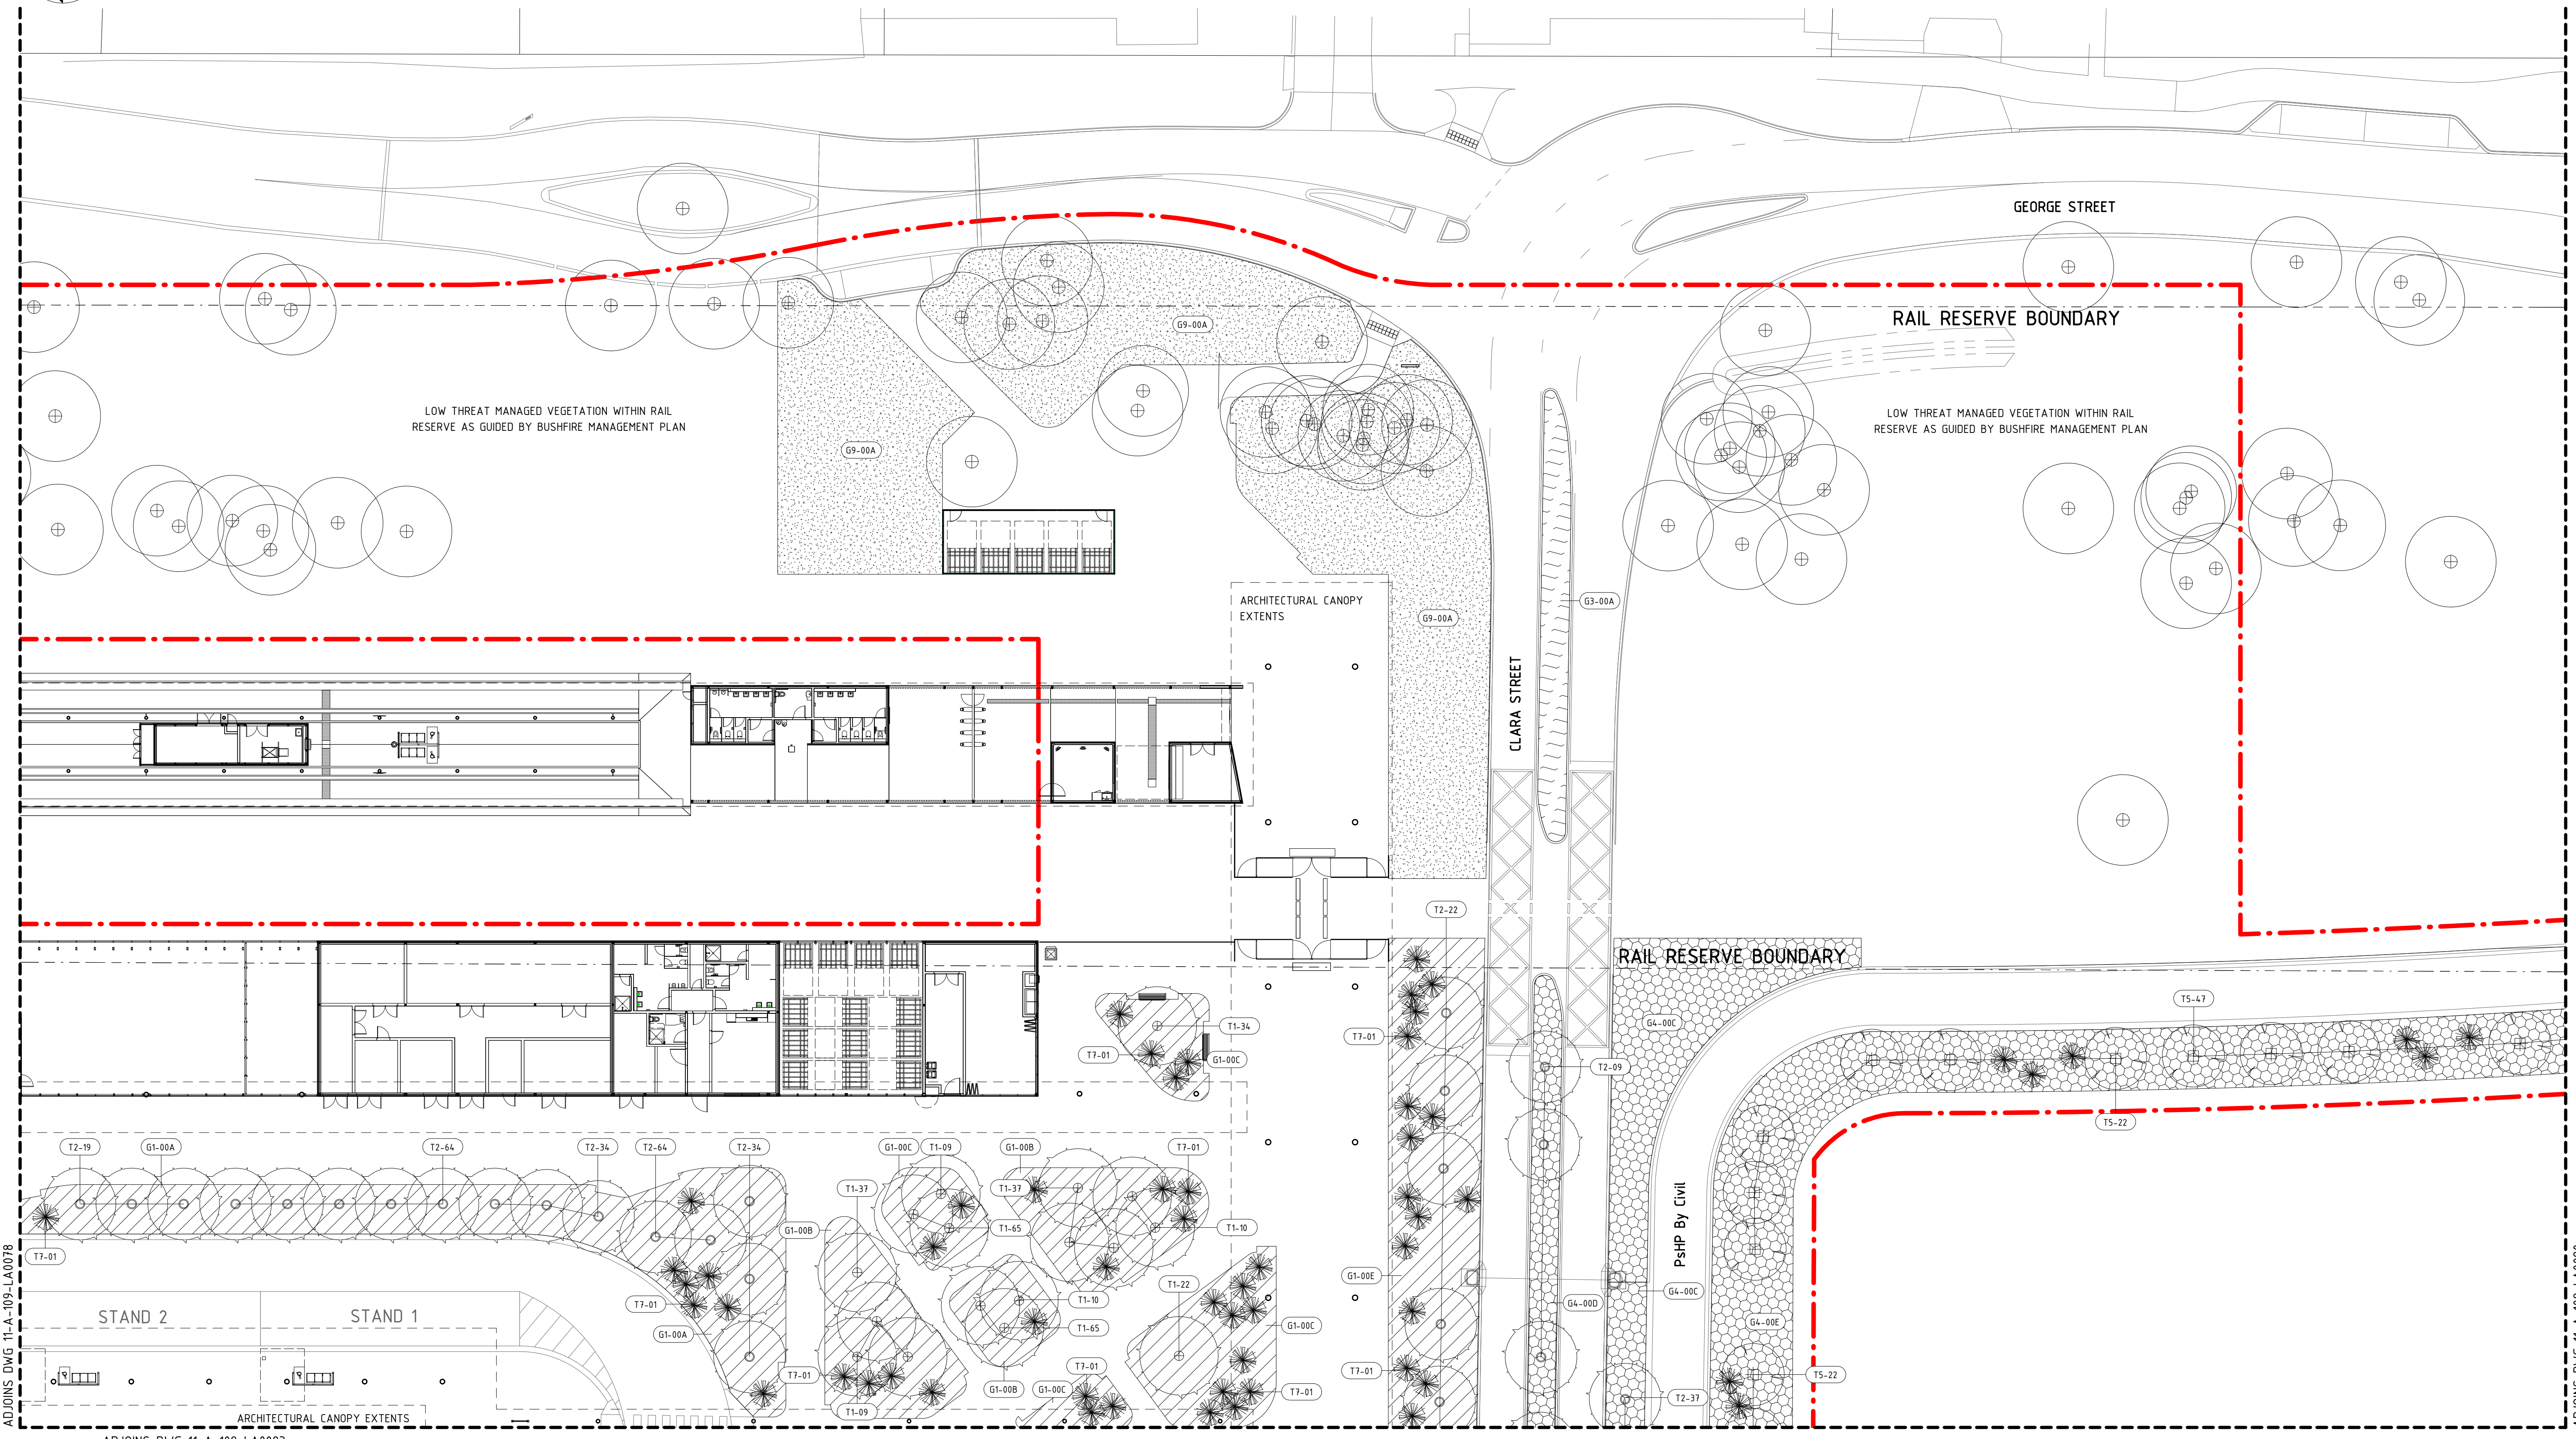 GEORGE STREET
RAIL RESERVE BOUNDARY
G9-00A
LOW THREAT MANAGED VEGETATION WITHIN RAIL
RESERVE AS GUIDED BY BUSHFIRE MANAGEMENT PLAN
LOW THREAT MANAGED VEGETATION WITHIN RAIL
RESERVE AS GUIDED BY BUSHFIRE MANAGEMENT PLAN
G9-00A
ARCHITECTURAL CANOPY
EXTENTS
G3-00A
G9-00A
CLARA STREET
T2-22
RAIL RESERVE BOUNDARY
T5-47
G4-00C
T1-34
T7-01
G1-00C
T7-01
T2-09
T5-22
T2-19
G1-00A
T2-64
T2-34
T2-64
T2-34
G1-00C
T1-09
G1-00B
T7-01
T1-37
T1-37
G1-00B
T1-65
T1-10
PsHP By Civil
T7-01
G1-00E
T1-22
G4-00C
T7-01
T1-10
G4-00D
STAND 2
STAND 1
G1-00A
T1-65
G1-00C
G4-00E
T7-01
T7-01
T7-01
T5-22
G1-00B
G1-00C
T7-01
T2-37
T1-09
ARCHITECTURAL CANOPY EXTENTS
ADJOINS DWG 11-A-109-LA0078